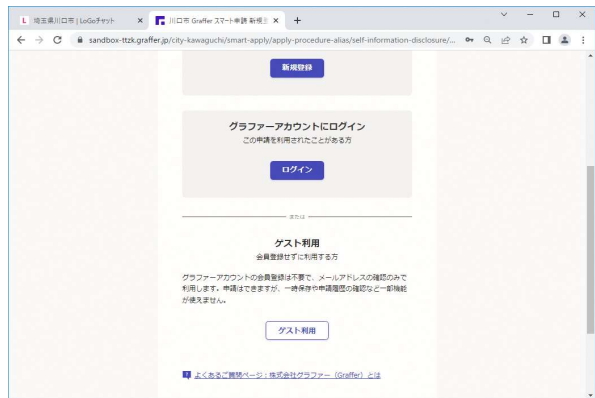 埼玉県川口市 | LoGoチャット
川口市 Graffer スマート申請 新規
sandbox-ttzk.graffer.jp/city-kawaguchi/smart-apply/apply-procedure-alias/self-information-disclosure/...
新規登録
グラファーアカウントにログイン
この申請を利用されたことがある方
ログイン
または
ゲスト利用
会員登録せずに利用する方
グラファーアカウントの会員登録は不要で、メールアドレスの確認のみで
利用します。申請はできますが、一時保存や申請履歴の確認など一部機能
が使えません。
ゲスト利用
よくあるご質問ページ：株式会社グラファー（Graffer）とは